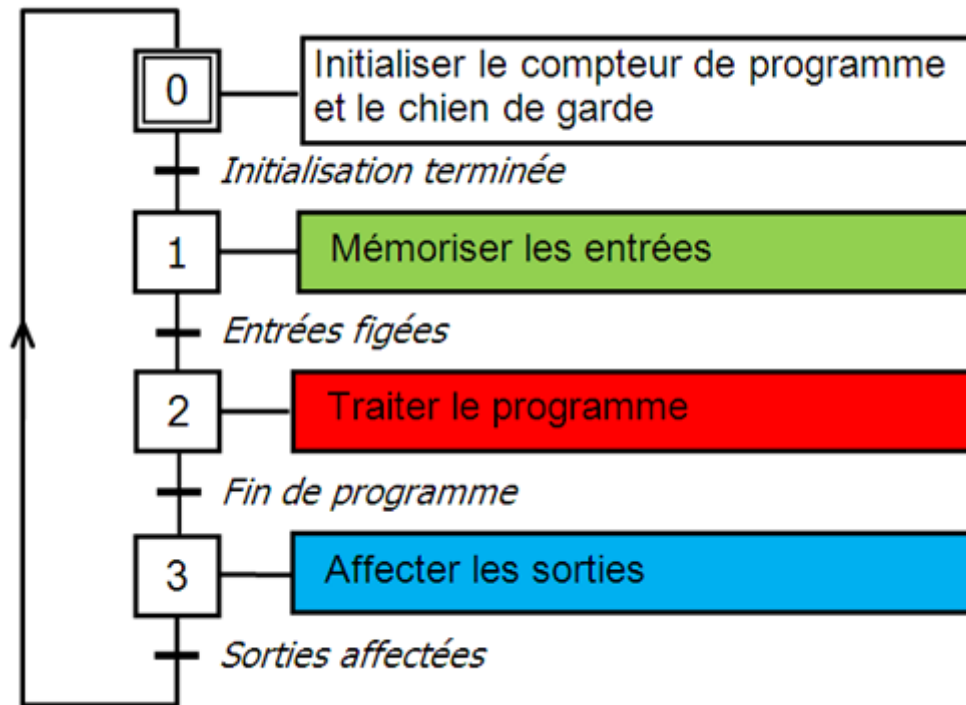 0
Initialiser le compteur de programme
et le chien de garde
Initialisation terminée
1
Mémoriser les entrées
Entrées figées
2
Traiter le programme
Fin de programme
3
Affecter les sorties
Sorties affectées